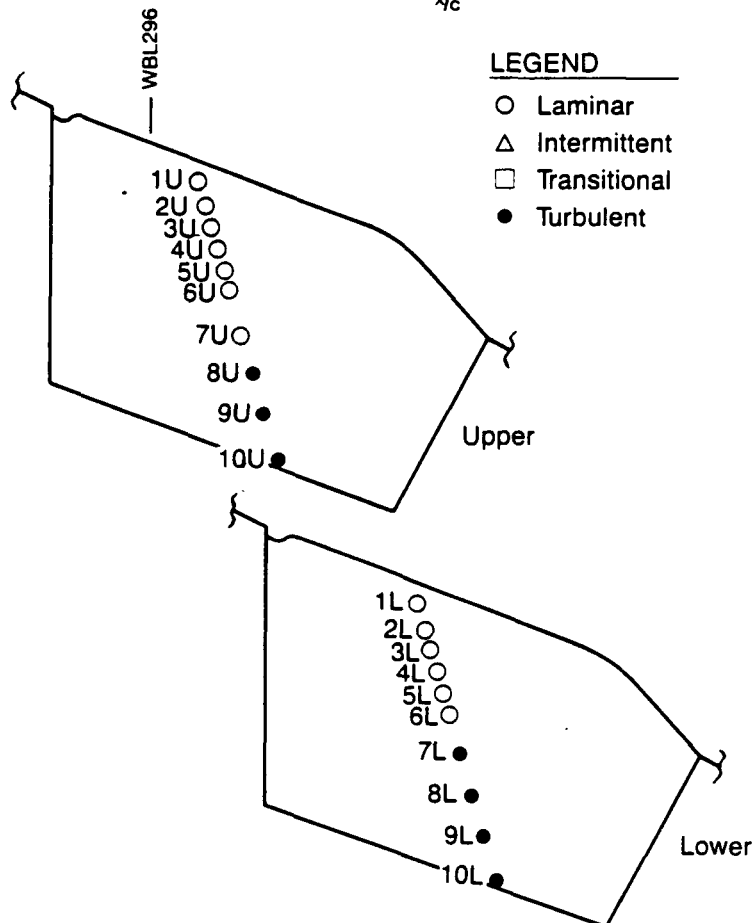 x/c
WBL296
LEGEND
Laminar
Intermittent
Transitional
Turbulent
1U
2U
3U
4U
5U
6U
7U
8U
9U
10U
Upper
1L
2L
3L
4L
5L
6L
7L
8L
9L
10L
Lower